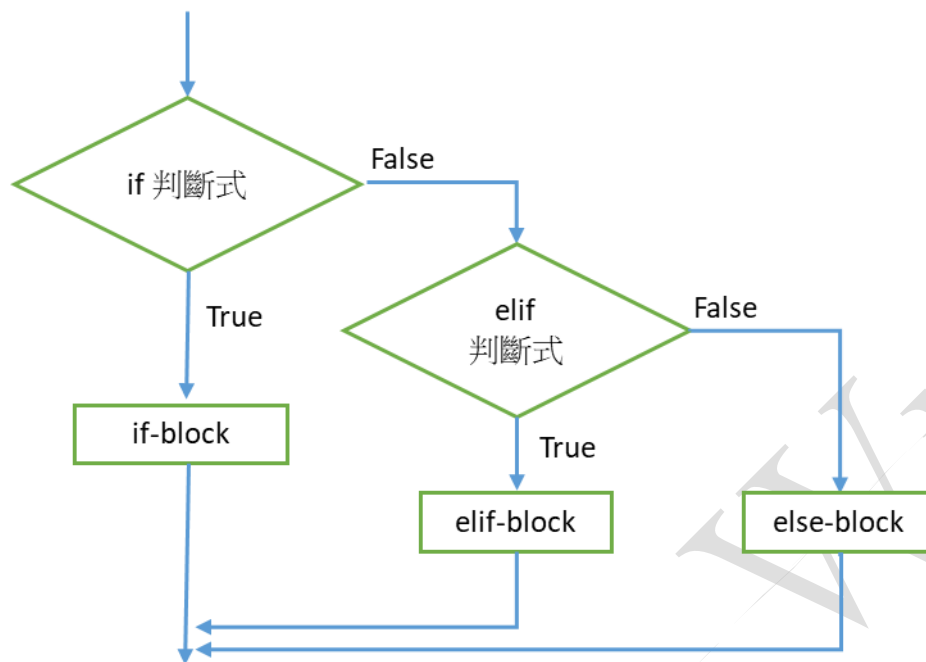 if 判斷式
False
True
elif
判斷式
False
if-block
True
elif-block
else-block